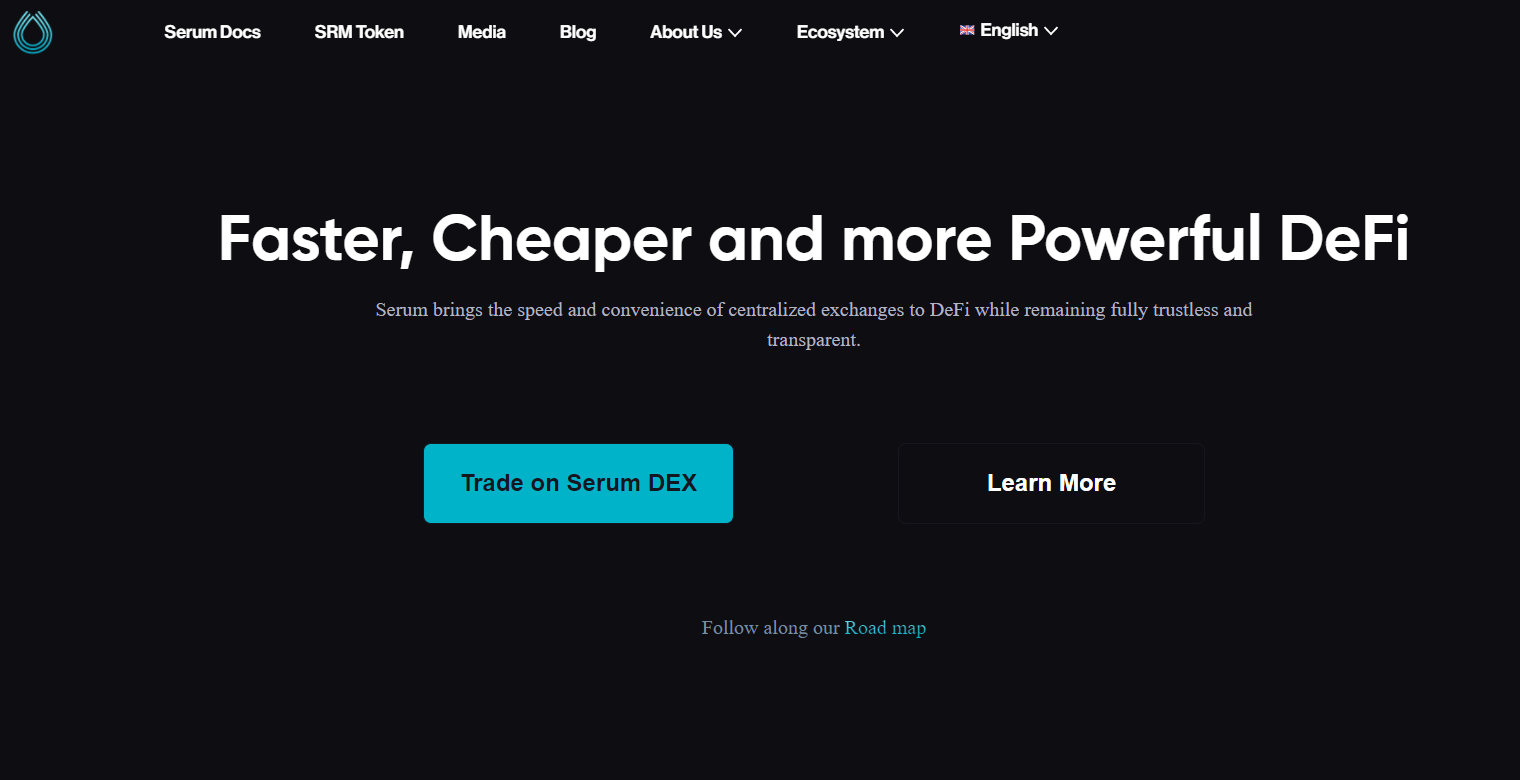 Serum Docs SRM Token Media Blog About Us Ecosystem English
Faster, Cheaper and more Powerful DeFi
Serum brings the speed and convenience of centralized exchanges to DeFi while remaining fully trustless and
transparent.
Trade on Serum DEX Learn More
Follow along our Road map